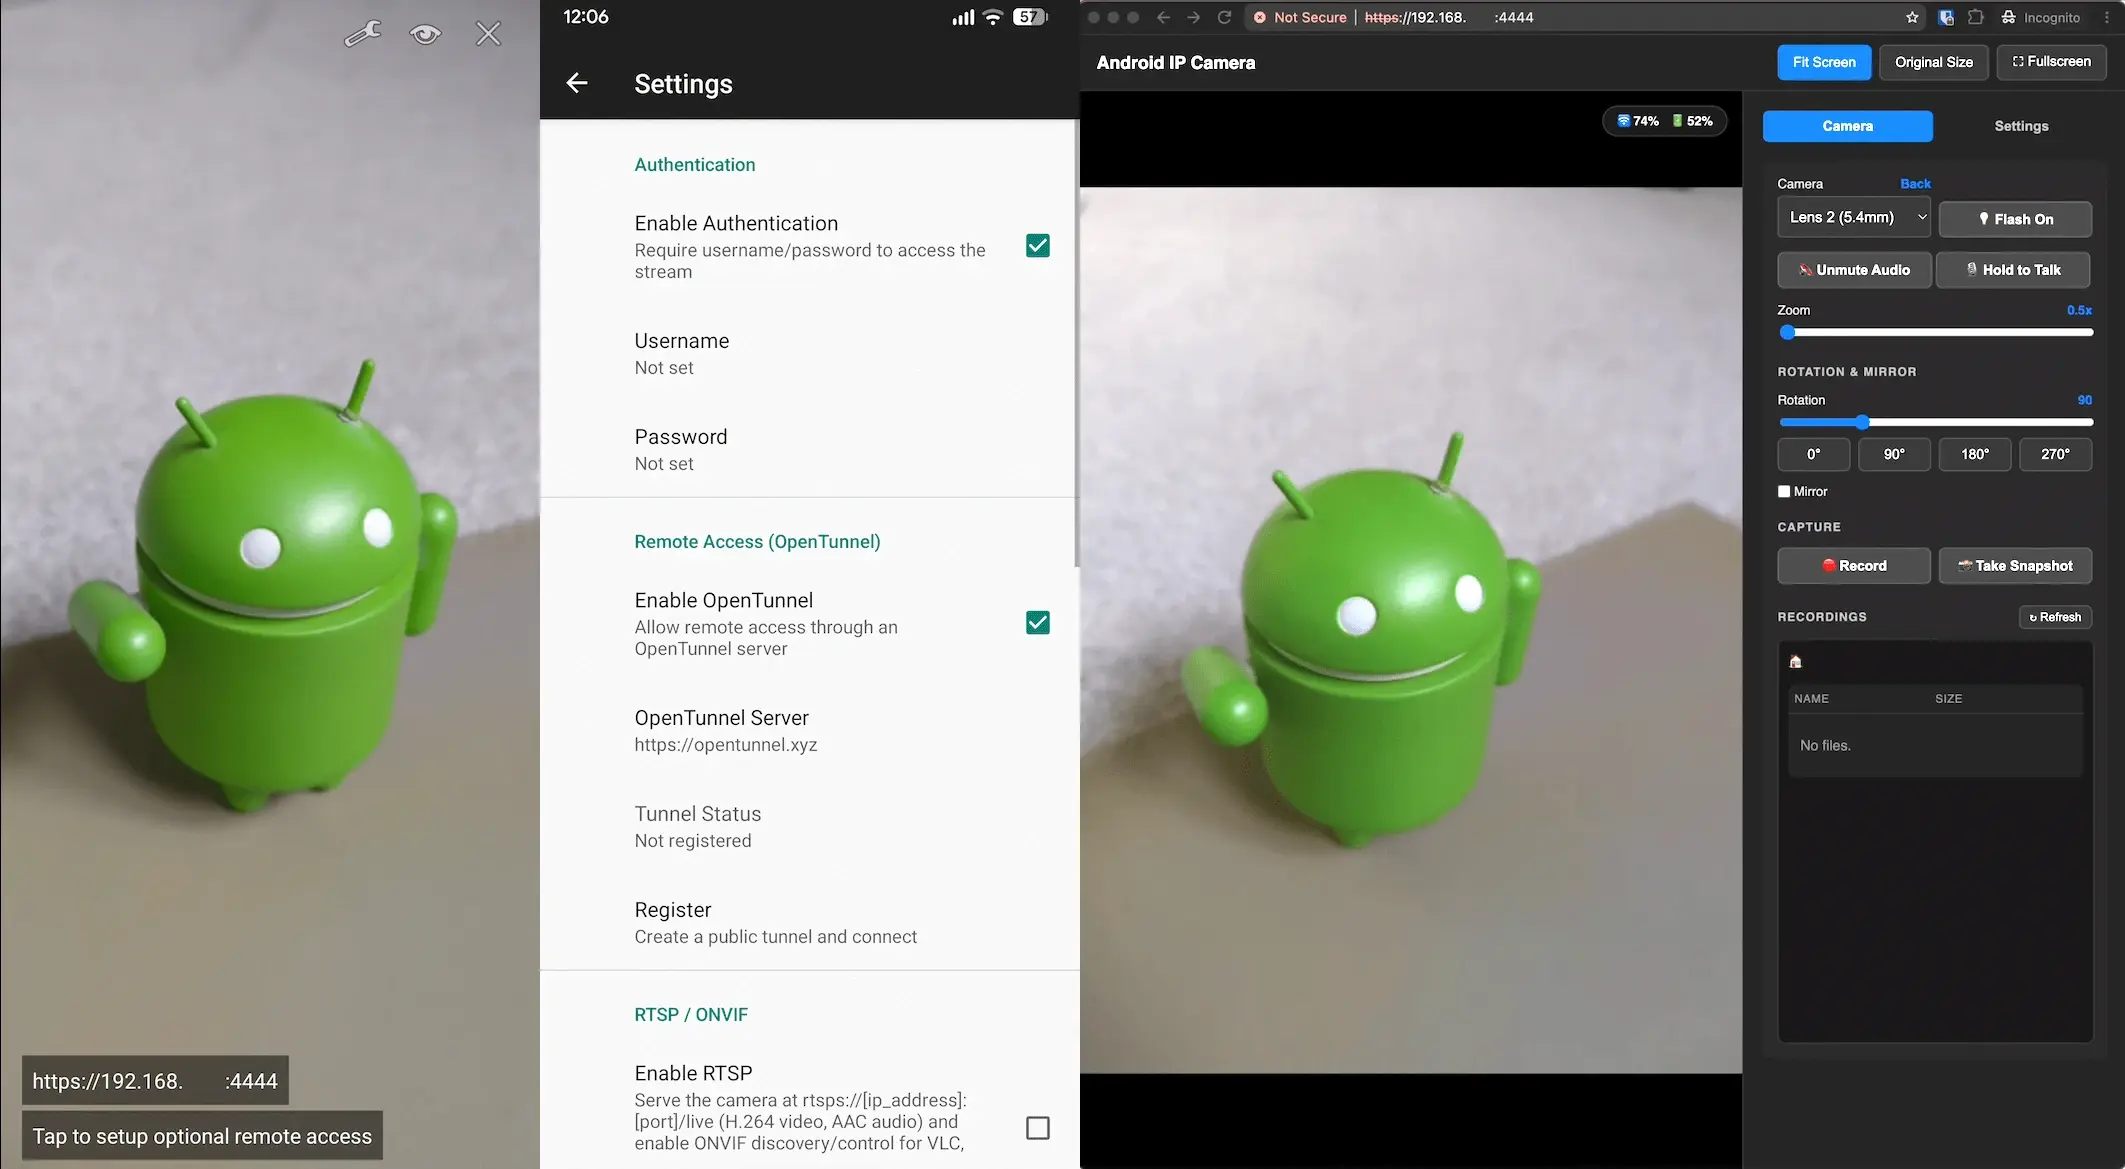 https://192.168. :4444
Tap to setup optional remote access
12:06
57
Settings
Authentication
Enable Authentication
Require username/password to access the
stream
Username
Not set
Password
Not set
Remote Access (OpenTunnel)
Enable OpenTunnel
Allow remote access through an
OpenTunnel server
OpenTunnel Server
https://opentunnel.xyz
Tunnel Status
Not registered
Register
Create a public tunnel and connect
RTSP / ONVIF
Enable RTSP
Serve the camera at rtsps://[ip_address]:
[port]/live (H.264 video, AAC audio) and
enable ONVIF discovery/control for VLC,
Not Secure https://192.168. :4444
Incognito
Android IP Camera
Fit Screen
Original Size
Fullscreen
74% 52%
Camera
Settings
Camera Back
Lens 2 (5.4mm)
Flash On
Unmute Audio
Hold to Talk
Zoom 0.5x
ROTATION & MIRROR
Rotation 90
0° 90° 180° 270°
Mirror
CAPTURE
Record
Take Snapshot
RECORDINGS
Refresh
NAME SIZE
No files.